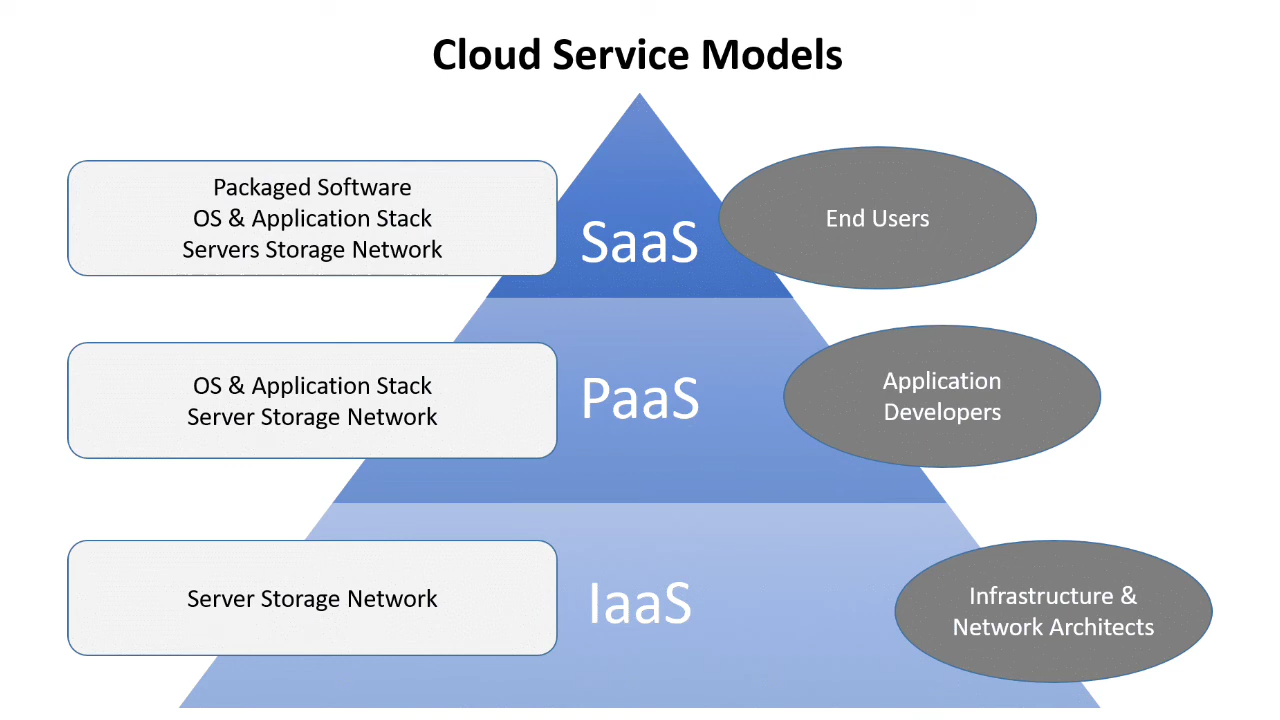 Cloud Service Models
Packaged Software
OS & Application Stack
Servers Storage Network
SaaS
End Users
OS & Application Stack
Server Storage Network
PaaS
Application
Developers
Server Storage Network
IaaS
Infrastructure &
Network Architects